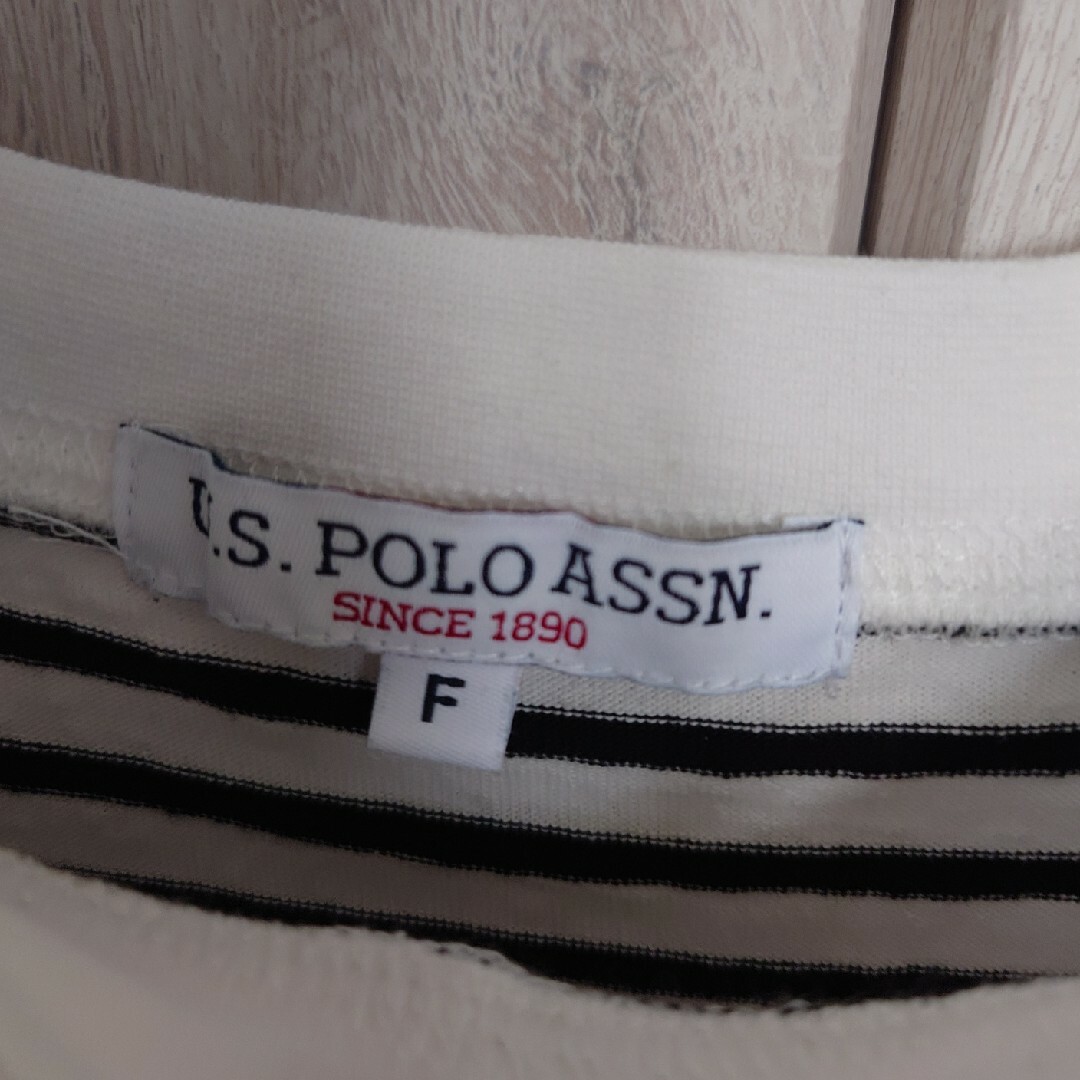 U.S. POLO ASSN.
SINCE 1890
F